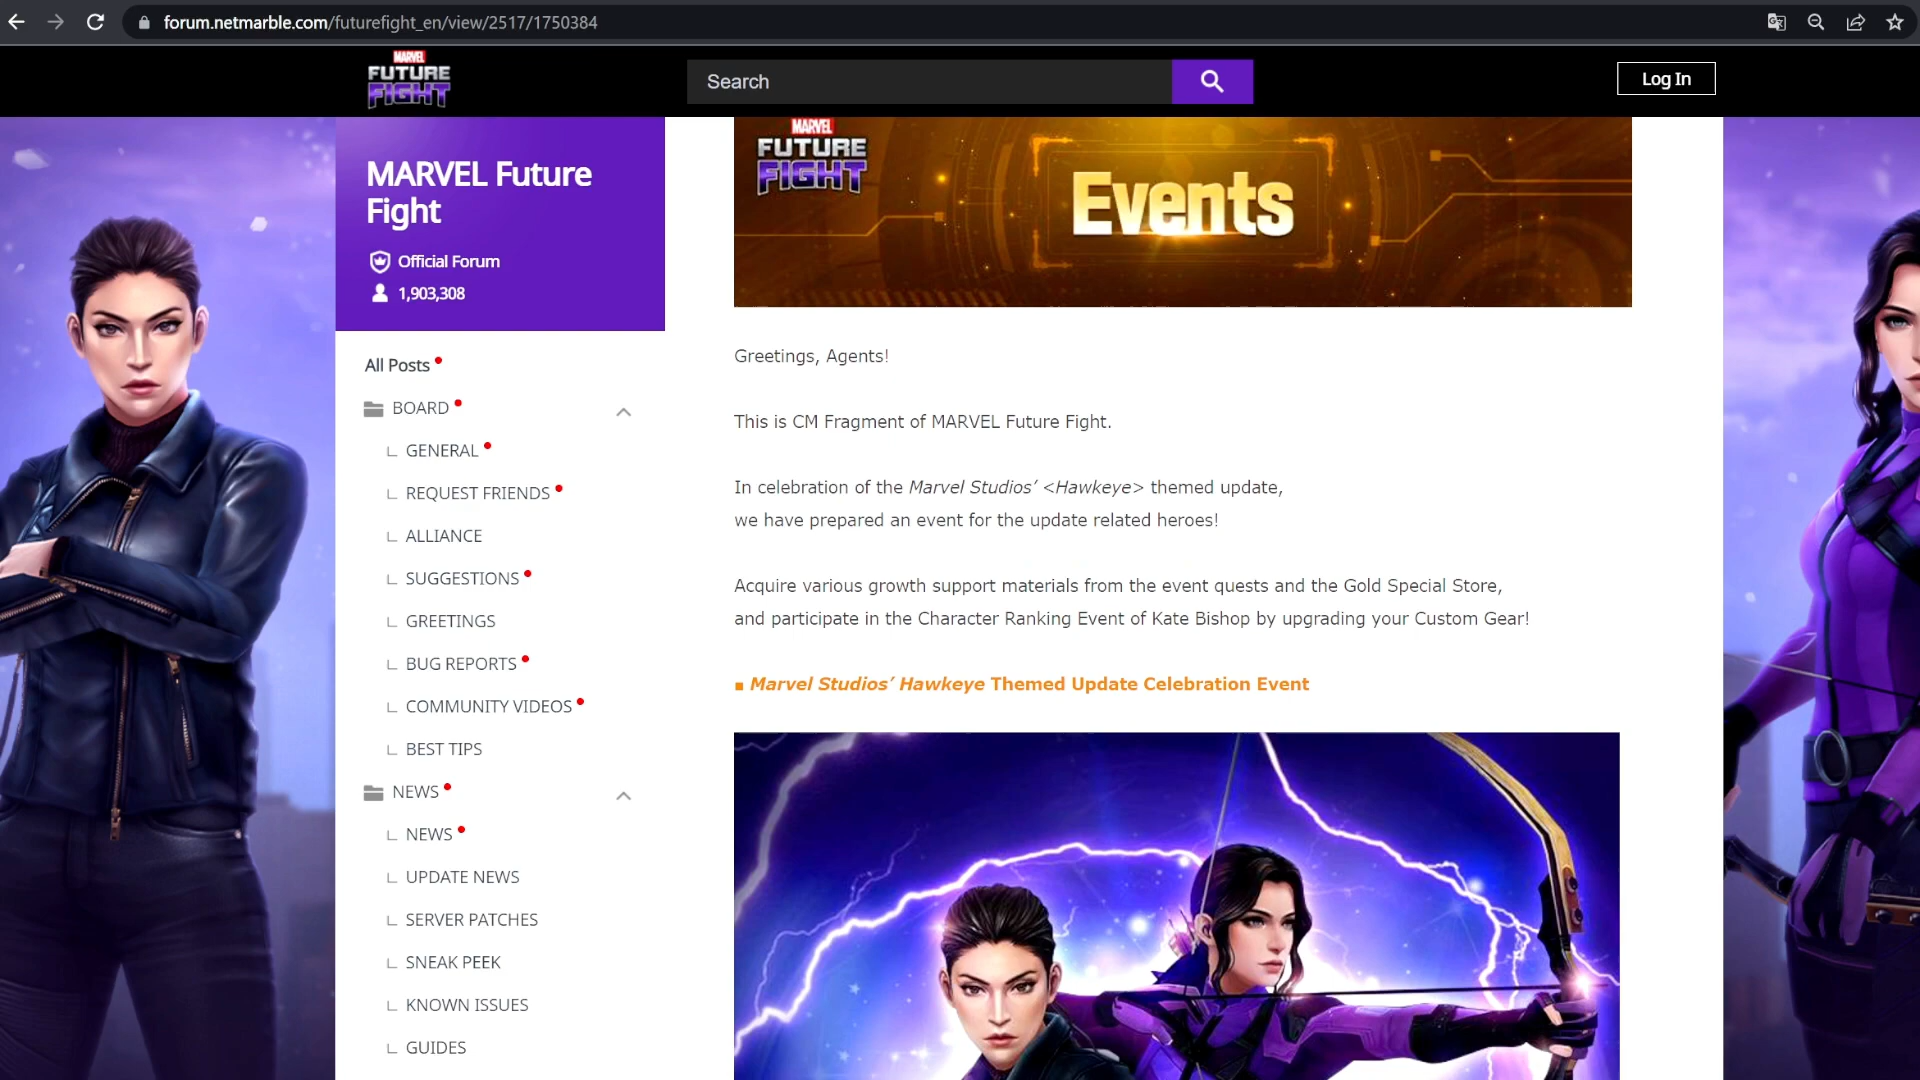 forum.netmarble.com/futurefight_en/view/2517/1750384
MARVEL
FUTURE
FIGHT
Search
Log In
MARVEL Future
Fight
Official Forum
1,903,308
All Posts
BOARD
GENERAL
REQUEST FRIENDS
ALLIANCE
SUGGESTIONS
GREETINGS
BUG REPORTS
COMMUNITY VIDEOS
BEST TIPS
NEWS
NEWS
UPDATE NEWS
SERVER PATCHES
SNEAK PEEK
KNOWN ISSUES
GUIDES
MARVEL
FUTURE
FIGHT
Events
Greetings, Agents!
This is CM Fragment of MARVEL Future Fight.
In celebration of the Marvel Studios’ <Hawkeye> themed update,
we have prepared an event for the update related heroes!
Acquire various growth support materials from the event quests and the Gold Special Store,
and participate in the Character Ranking Event of Kate Bishop by upgrading your Custom Gear!
■ Marvel Studios’ Hawkeye Themed Update Celebration Event